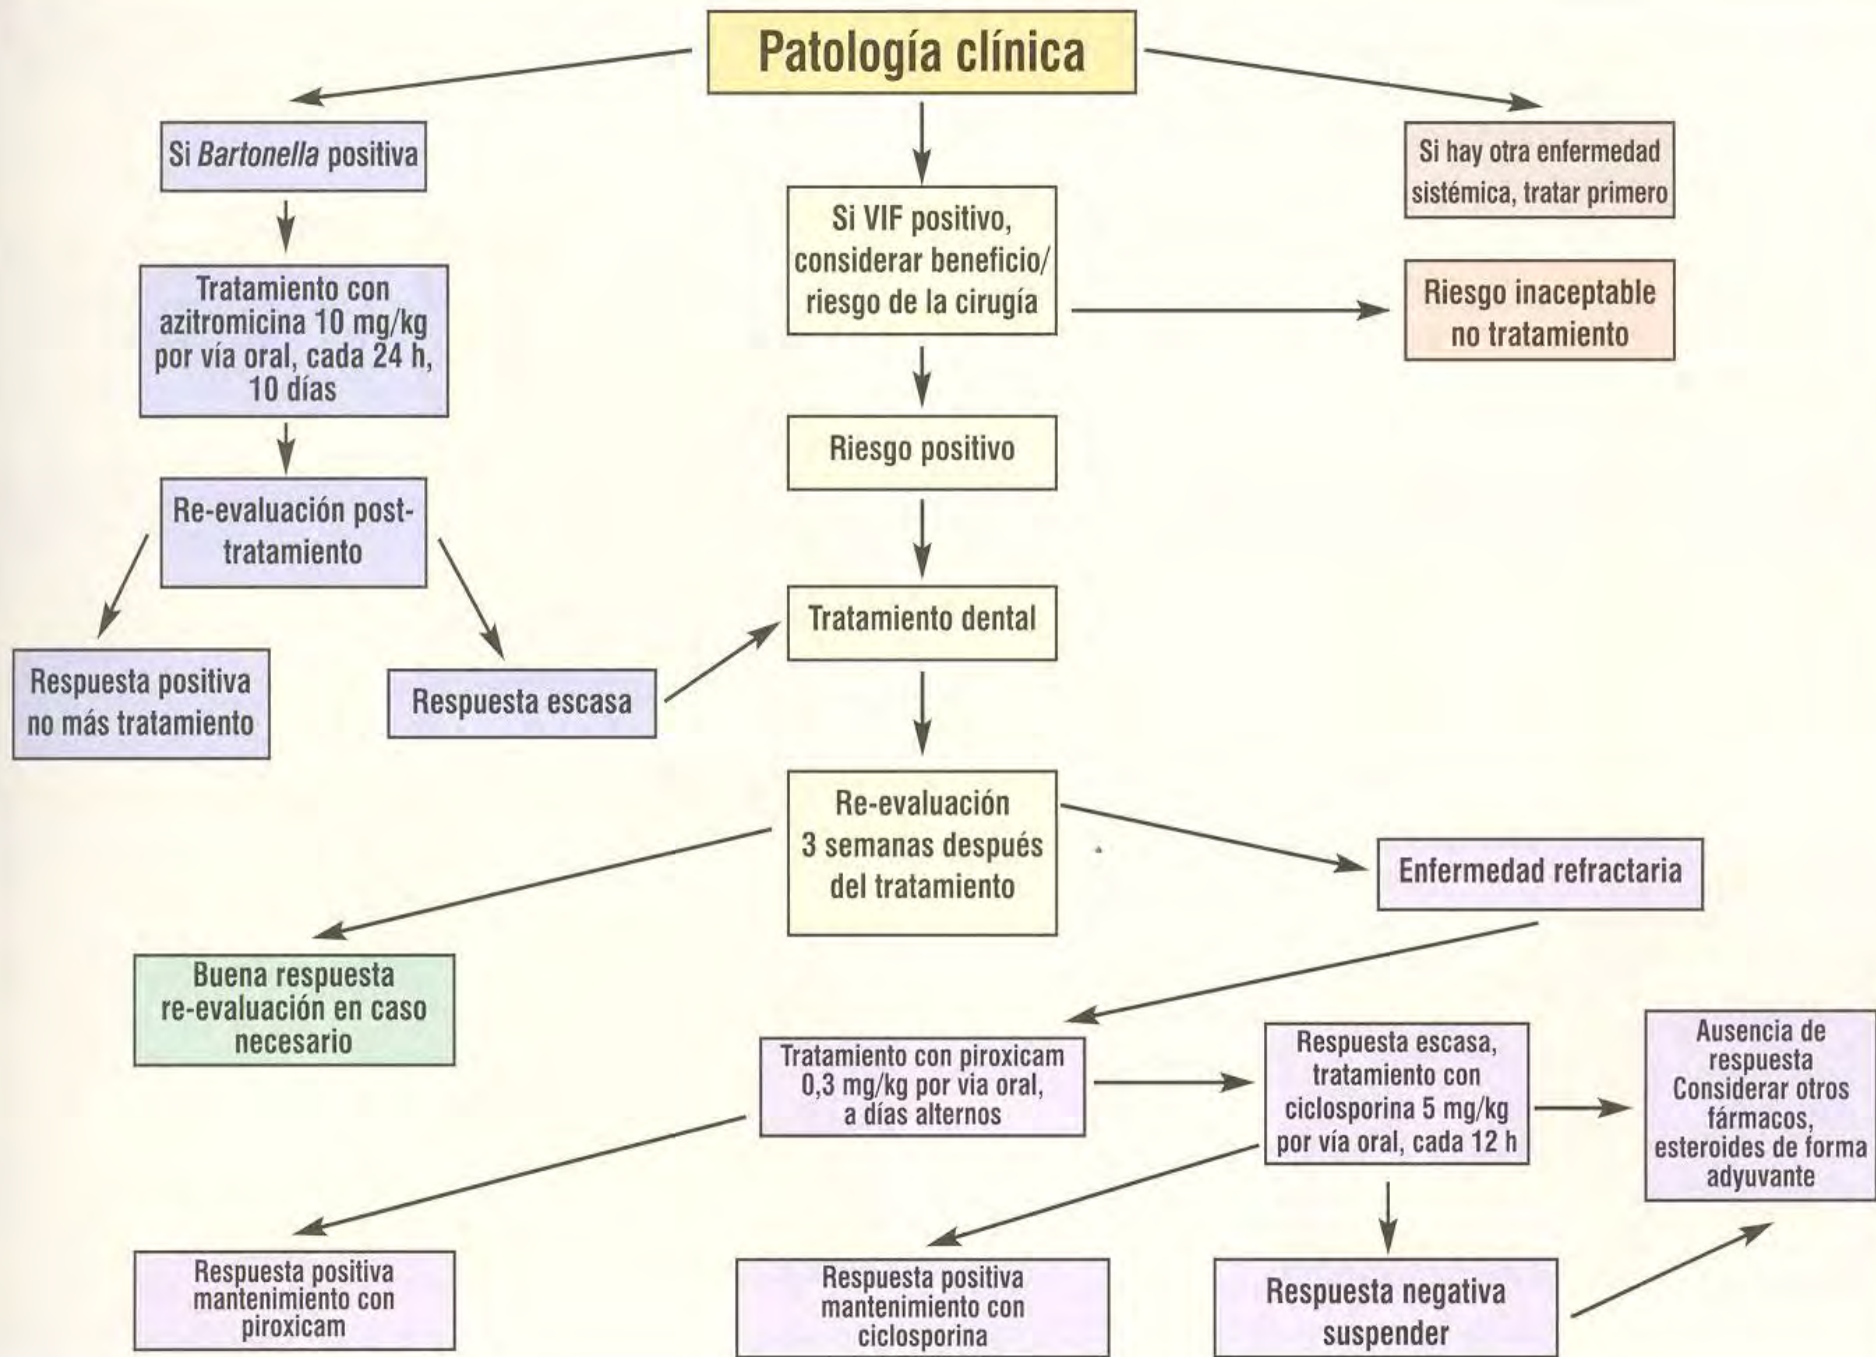 Patología clínica
Si Bartonella positiva
Si hay otra enfermedad
sistémica, tratar primero
Si VIF positivo,
considerar beneficio/
riesgo de la cirugía
Tratamiento con
azitromicina 10 mg/kg
por vía oral, cada 24 h,
10 días
Riesgo inaceptable
no tratamiento
Riesgo positivo
Re-evaluación post-
tratamiento
Tratamiento dental
Respuesta positiva
no más tratamiento
Respuesta escasa
Re-evaluación
3 semanas después
del tratamiento
Enfermedad refractaria
Buena respuesta
re-evaluación en caso
necesario
Tratamiento con piroxicam
0,3 mg/kg por via oral,
a días alternos
Respuesta escasa,
tratamiento con
ciclosporina 5 mg/kg
por vía oral, cada 12 h
Ausencia de
respuesta
Considerar otros
fármacos,
esteroides de forma
adyuvante
Respuesta positiva
mantenimiento con
piroxicam
Respuesta positiva
mantenimiento con
ciclosporina
Respuesta negativa
suspender